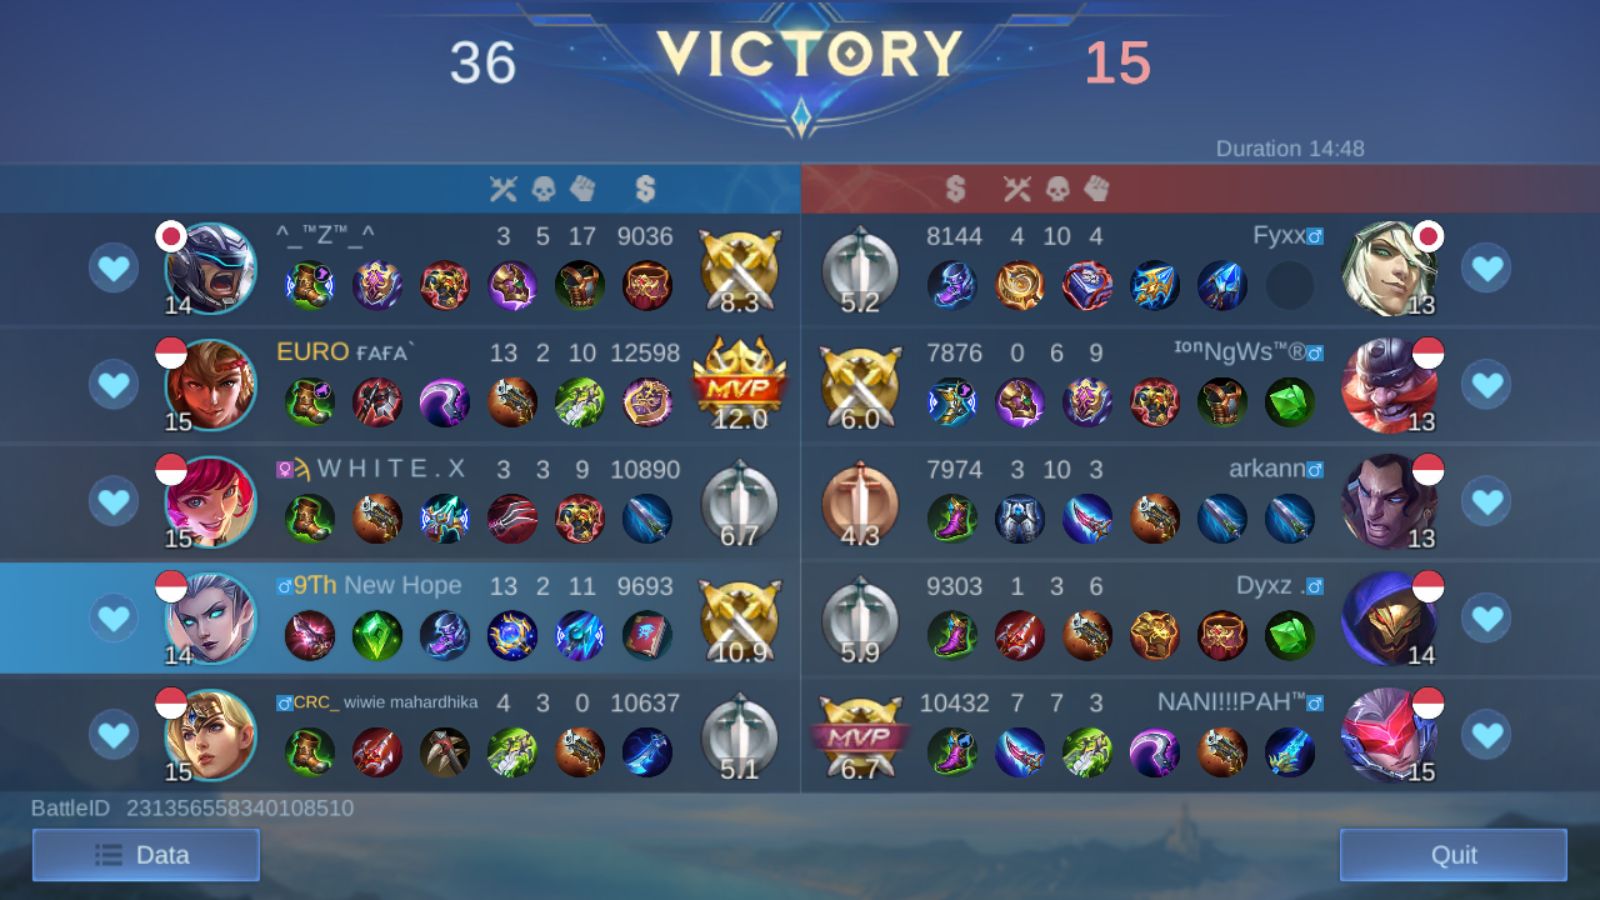 36 VICTORY 15
Duration 14:48
^_™Z™_^ 3 5 17 9036
14 8.3
8144 4 10 4 Fyxx♂
5.2 13
EURO ꜰᴀꜰᴀ` 13 2 10 12598
MVP
15 12.0
7876 0 6 9 ᴵᵒⁿNgWs™®♂
6.0 13
♀ W H I T E . X 3 3 9 10890
15 6.7
7974 3 10 3 arkann♂
4.3 13
♂9Th New Hope 13 2 11 9693
14 10.9
9303 1 3 6 Dyxz .♂
5.9 14
♂CRC_ wiwie mahardhika 4 3 0 10637
15 5.1
10432 7 7 3 NANI!!!PAH™♂
MVP
6.7 15
BattleID 231356558340108510
Data
Quit